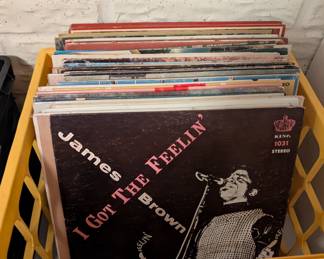 KING
1031
STEREO
James
Brown
I Got The Feelin'